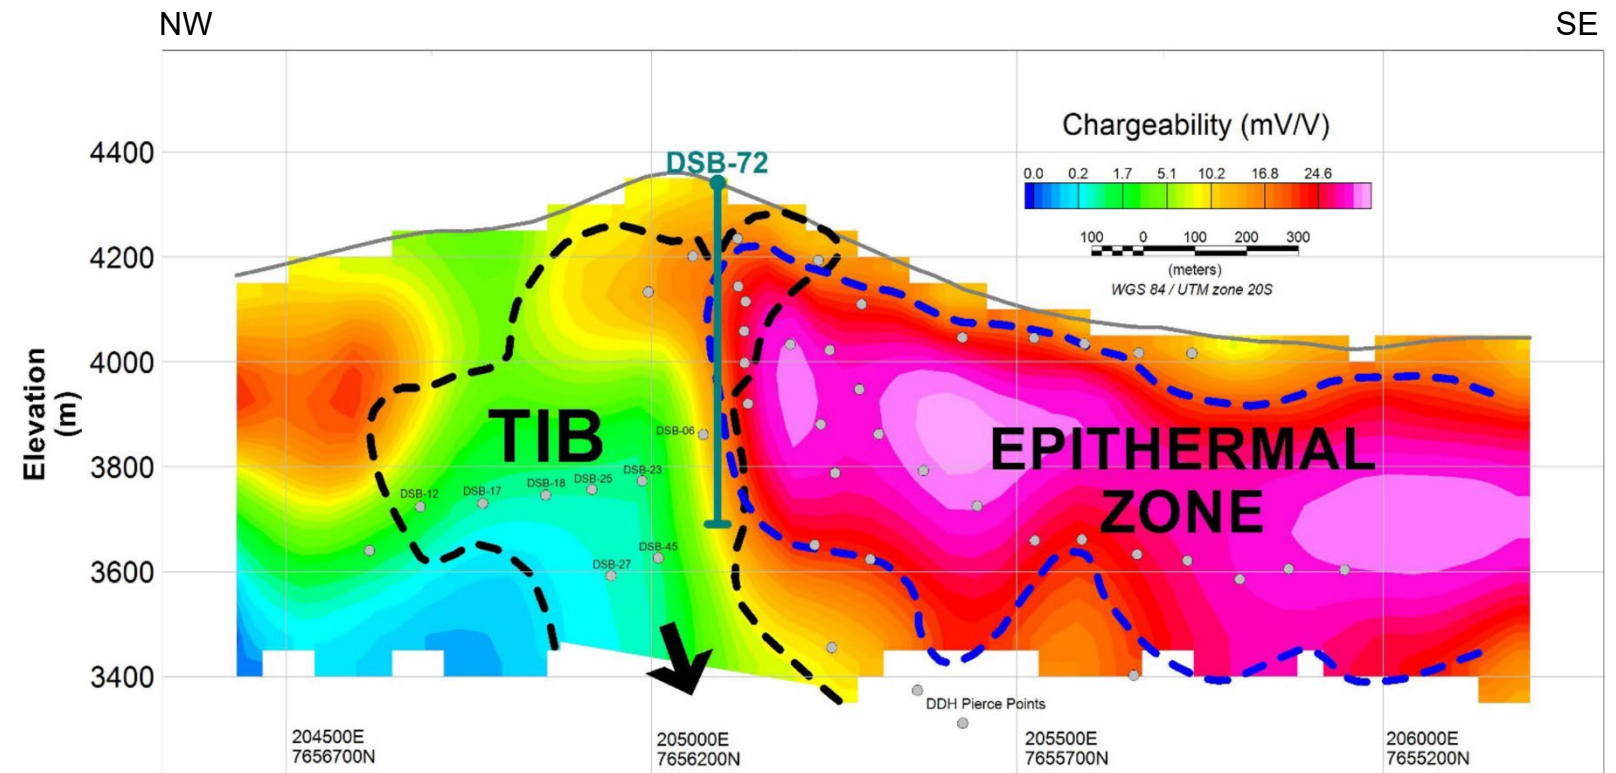 NW
SE
Chargeability (mV/V)
0.0 0.2 1.7 5.1 10.2 16.8 24.6
100 0 100 200 300
(meters)
WGS 84 / UTM zone 20S
4400
4200
4000
3800
3600
3400
Elevation
(m)
DSB-72
TIB
EPITHERMAL
ZONE
DSB-06
DSB-23
DSB-25
DSB-18
DSB-17
DSB-12
DSB-45
DSB-27
DDH Pierce Points
204500E
7656700N
205000E
7656200N
205500E
7655700N
206000E
7655200N